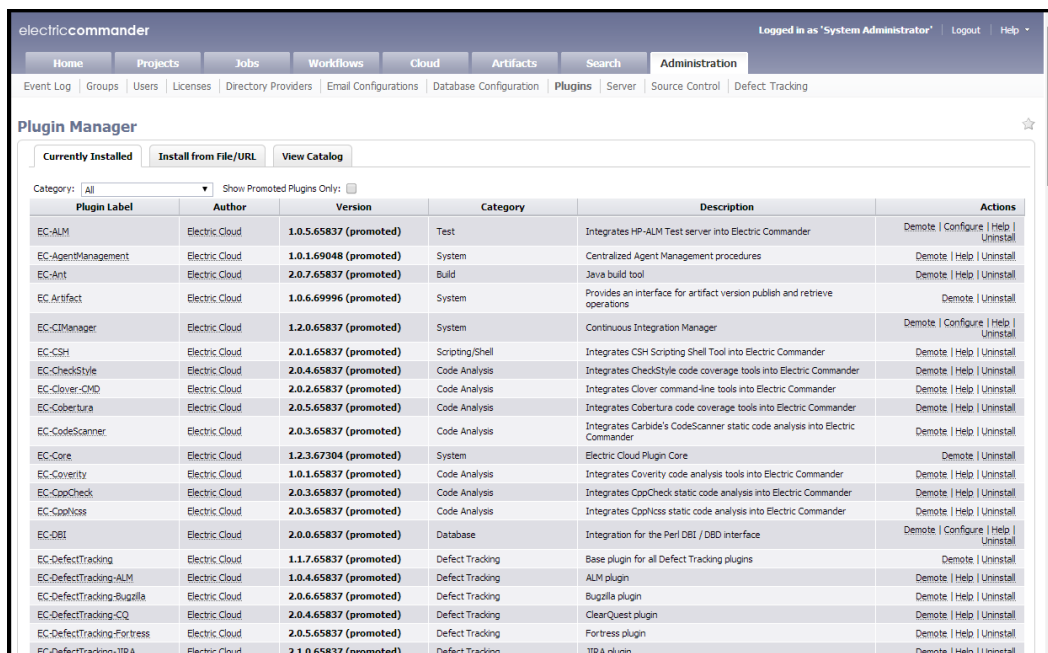 electriccommander
Logged in as 'System Administrator' | Logout | Help
Home Projects Jobs Workflows Cloud Artifacts Search Administration
Event Log | Groups | Users | Licenses | Directory Providers | Email Configurations | Database Configuration | Plugins | Server | Source Control | Defect Tracking
Plugin Manager
Currently Installed Install from File/URL View Catalog
Category: All Show Promoted Plugins Only:
Plugin Label Author Version Category Description Actions
EC-ALM Electric Cloud 1.0.5.65837 (promoted) Test Integrates HP-ALM Test server into Electric Commander Demote | Configure | Help |
Uninstall
EC-AgentManagement Electric Cloud 1.0.1.69048 (promoted) System Centralized Agent Management procedures Demote | Help | Uninstall
EC-Ant Electric Cloud 2.0.7.65837 (promoted) Build Java build tool Demote | Help | Uninstall
EC Artifact Electric Cloud 1.0.6.69996 (promoted) System Provides an interface for artifact version publish and retrieve
operations Demote | Uninstall
EC-CIManager Electric Cloud 1.2.0.65837 (promoted) System Continuous Integration Manager Demote | Configure | Help |
Uninstall
EC-CSH Electric Cloud 2.0.1.65837 (promoted) Scripting/Shell Integrates CSH Scripting Shell Tool into Electric Commander Demote | Help | Uninstall
EC-CheckStyle Electric Cloud 2.0.4.65837 (promoted) Code Analysis Integrates CheckStyle code coverage tools into Electric Commander Demote | Help | Uninstall
EC-Clover-CMD Electric Cloud 2.0.2.65837 (promoted) Code Analysis Integrates Clover command-line tools into Electric Commander Demote | Help | Uninstall
EC-Cobertura Electric Cloud 2.0.5.65837 (promoted) Code Analysis Integrates Cobertura code coverage tools into Electric Commander Demote | Help | Uninstall
EC-CodeScanner Electric Cloud 2.0.3.65837 (promoted) Code Analysis Integrates Carbide's CodeScanner static code analysis into Electric
Commander Demote | Help | Uninstall
EC-Core Electric Cloud 1.2.3.67304 (promoted) System Electric Cloud Plugin Core Demote | Uninstall
EC-Coverity Electric Cloud 1.0.1.65837 (promoted) Code Analysis Integrates Coverity code analysis tools into Electric Commander Demote | Help | Uninstall
EC-CppCheck Electric Cloud 2.0.3.65837 (promoted) Code Analysis Integrates CppCheck static code analysis into Electric Commander Demote | Help | Uninstall
EC-CppNcss Electric Cloud 2.0.3.65837 (promoted) Code Analysis Integrates CppNcss static code analysis into Electric Commander Demote | Help | Uninstall
EC-DBI Electric Cloud 2.0.0.65837 (promoted) Database Integration for the Perl DBI / DBD interface Demote | Configure | Help |
Uninstall
EC-DefectTracking Electric Cloud 1.1.7.65837 (promoted) Defect Tracking Base plugin for all Defect Tracking plugins Demote | Uninstall
EC-DefectTracking-ALM Electric Cloud 1.0.4.65837 (promoted) Defect Tracking ALM plugin Demote | Help | Uninstall
EC-DefectTracking-Bugzilla Electric Cloud 2.0.6.65837 (promoted) Defect Tracking Bugzilla plugin Demote | Help | Uninstall
EC-DefectTracking-CQ Electric Cloud 2.0.4.65837 (promoted) Defect Tracking ClearQuest plugin Demote | Help | Uninstall
EC-DefectTracking-Fortress Electric Cloud 2.0.5.65837 (promoted) Defect Tracking Fortress plugin Demote | Help | Uninstall
EC-DefectTracking-JIRA Electric Cloud 2.1.0.65837 (promoted) Defect Tracking JIRA plugin Demote | Help | Uninstall